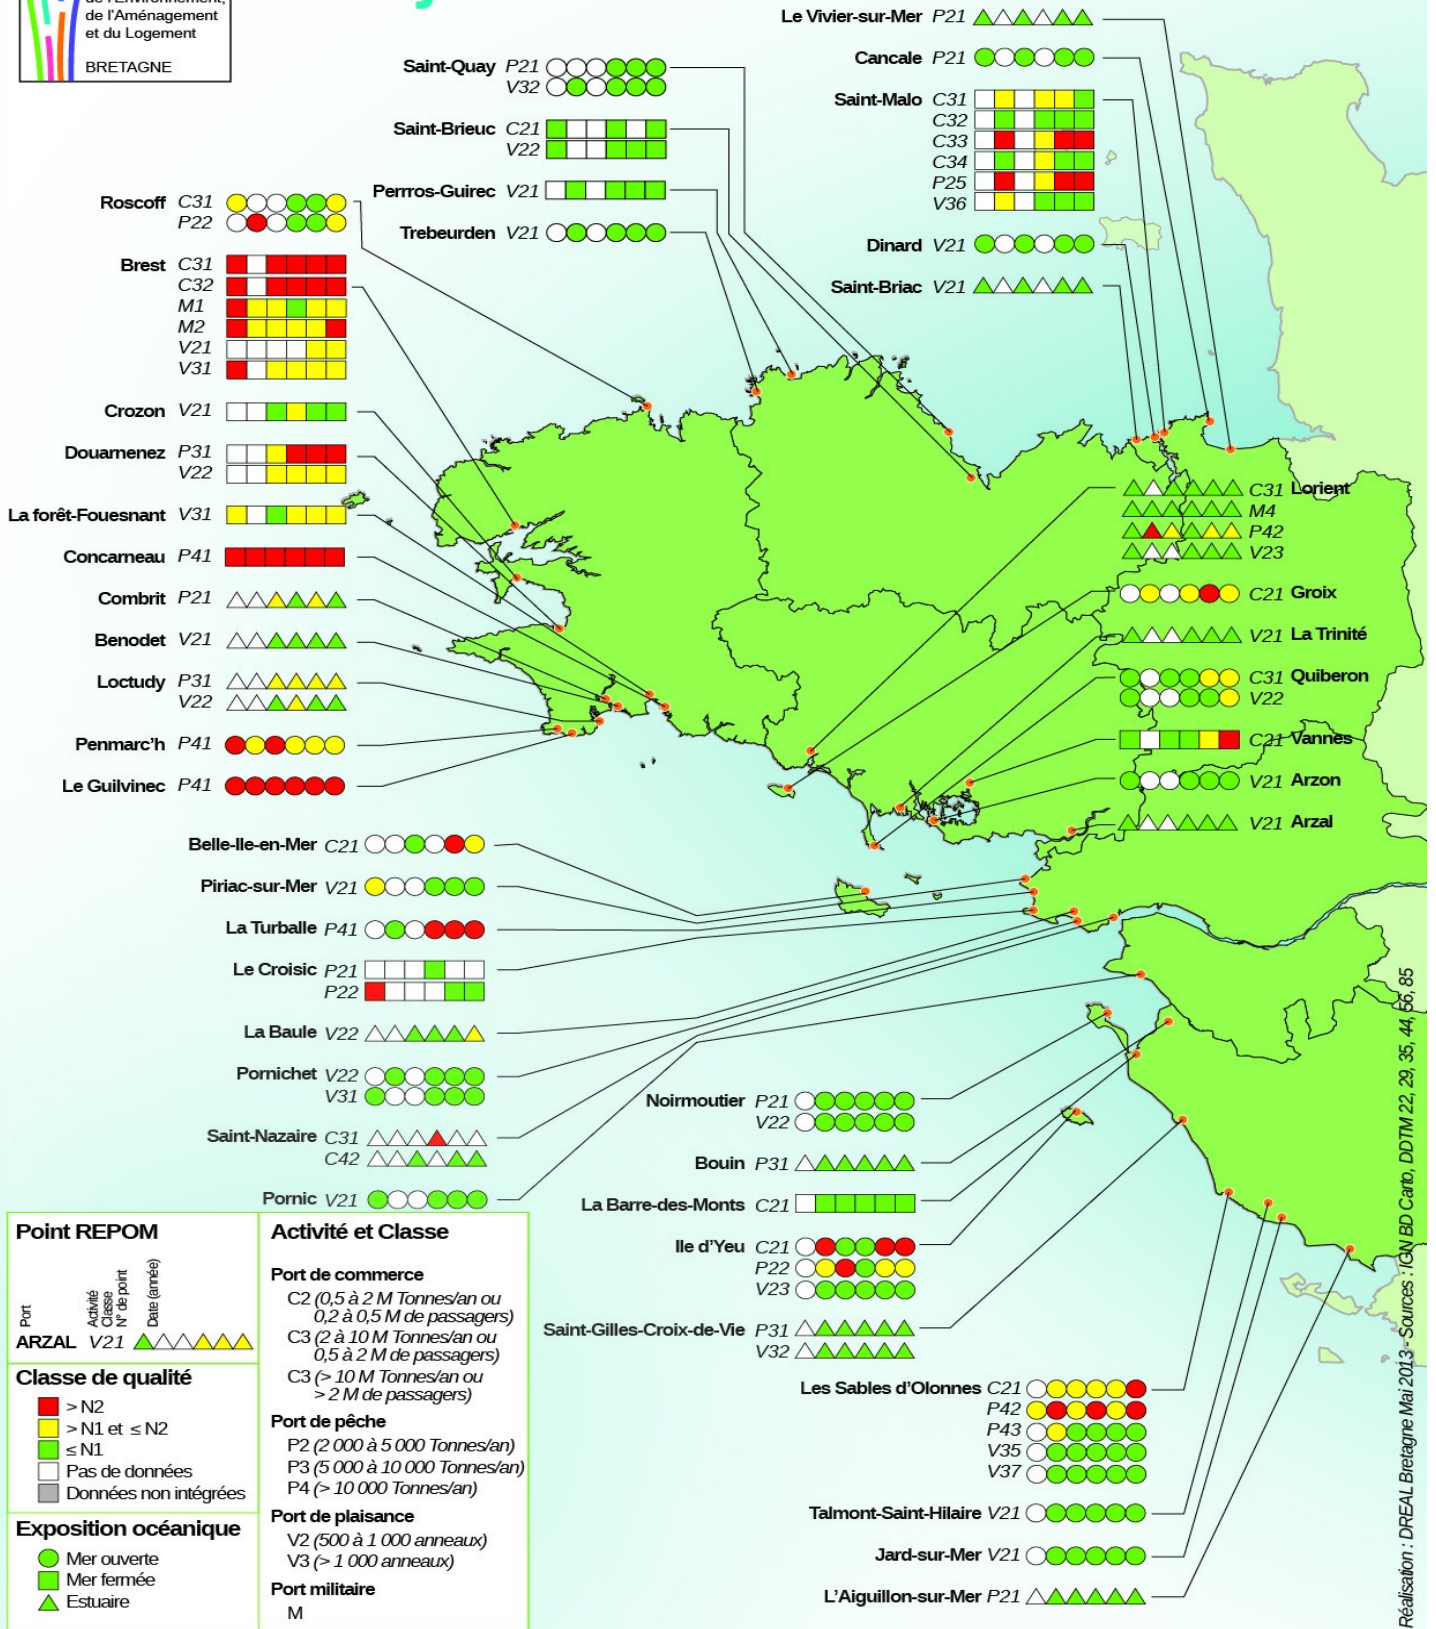 de l'Environnement,
de l'Aménagement
et du Logement
BRETAGNE
Le Vivier-sur-Mer P21
Cancale P21
Saint-Malo C31
C32
C33
C34
P25
V36
Dinard V21
Saint-Briac V21
Saint-Quay P21
V32
Saint-Brieuc C21
V22
Perrros-Guirec V21
Trebeurden V21
Roscoff C31
P22
Brest C31
C32
M1
M2
V21
V31
Crozon V21
Douarnenez P31
V22
La forêt-Fouesnant V31
Concarneau P41
Combrit P21
Benodet V21
Loctudy P31
V22
Penmarc'h P41
Le Guilvinec P41
C31 Lorient
M4
P42
V23
C21 Groix
V21 La Trinité
C31 Quiberon
V22
C21 Vannes
V21 Arzon
V21 Arzal
Belle-Ile-en-Mer C21
Piriac-sur-Mer V21
La Turballe P41
Le Croisic P21
P22
La Baule V22
Pornichet V22
V31
Saint-Nazaire C31
C42
Pornic V21
Noirmoutier P21
V22
Bouin P31
La Barre-des-Monts C21
Ile d'Yeu C21
P22
V23
Saint-Gilles-Croix-de-Vie P31
V32
Les Sables d'Olonnes C21
P42
P43
V35
V37
Talmont-Saint-Hilaire V21
Jard-sur-Mer V21
L'Aiguillon-sur-Mer P21
Point REPOM
Port
Activité
Classe
N° de point
Date (année)
ARZAL V21
Classe de qualité
> N2
> N1 et ≤ N2
≤ N1
Pas de données
Données non intégrées
Exposition océanique
Mer ouverte
Mer fermée
Estuaire
Activité et Classe
Port de commerce
C2 (0,5 à 2 M Tonnes/an ou
0,2 à 0,5 M de passagers)
C3 (2 à 10 M Tonnes/an ou
0,5 à 2 M de passagers)
C3 (> 10 M Tonnes/an ou
> 2 M de passagers)
Port de pêche
P2 (2 000 à 5 000 Tonnes/an)
P3 (5 000 à 10 000 Tonnes/an)
P4 (> 10 000 Tonnes/an)
Port de plaisance
V2 (500 à 1 000 anneaux)
V3 (> 1 000 anneaux)
Port militaire
M
Réalisation : DREAL Bretagne Mai 2013 - Sources : IGN BD Carto, DDTM 22, 29, 35, 44, 56, 85